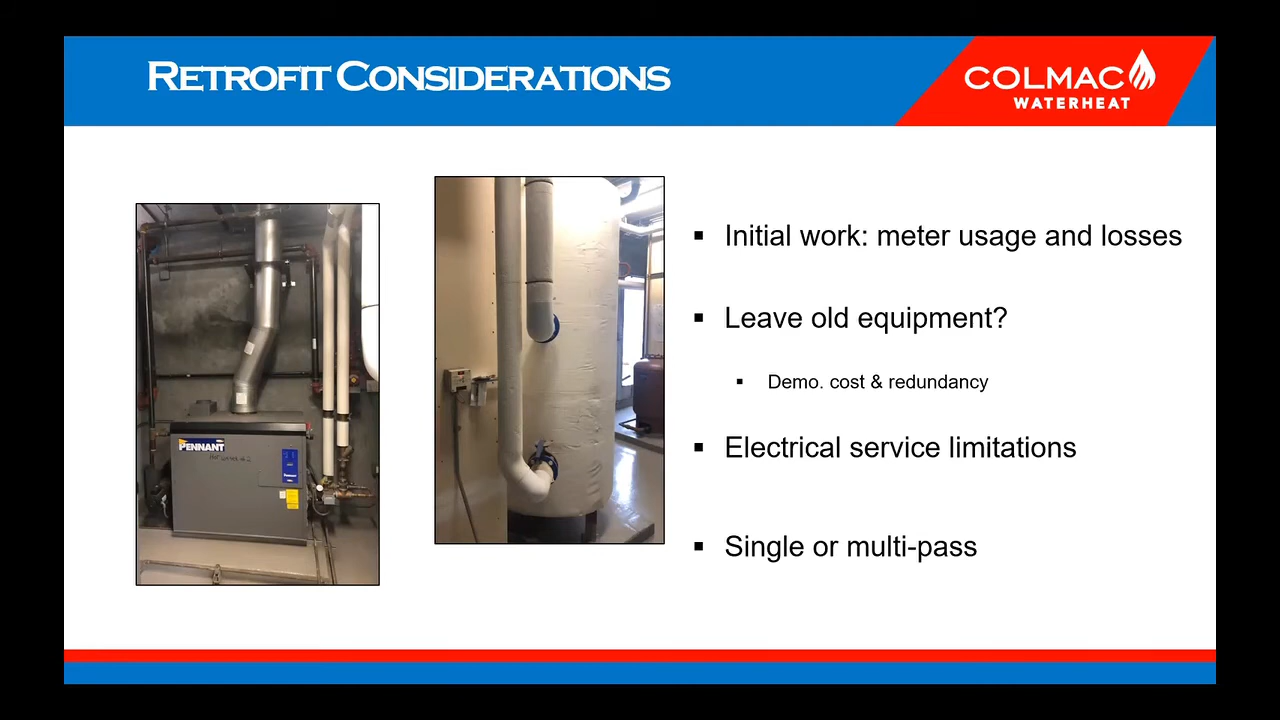 RETROFIT CONSIDERATIONS
COLMAC
WATERHEAT
PENNANT
Initial work: meter usage and losses
Leave old equipment?
Demo. cost & redundancy
Electrical service limitations
Single or multi-pass